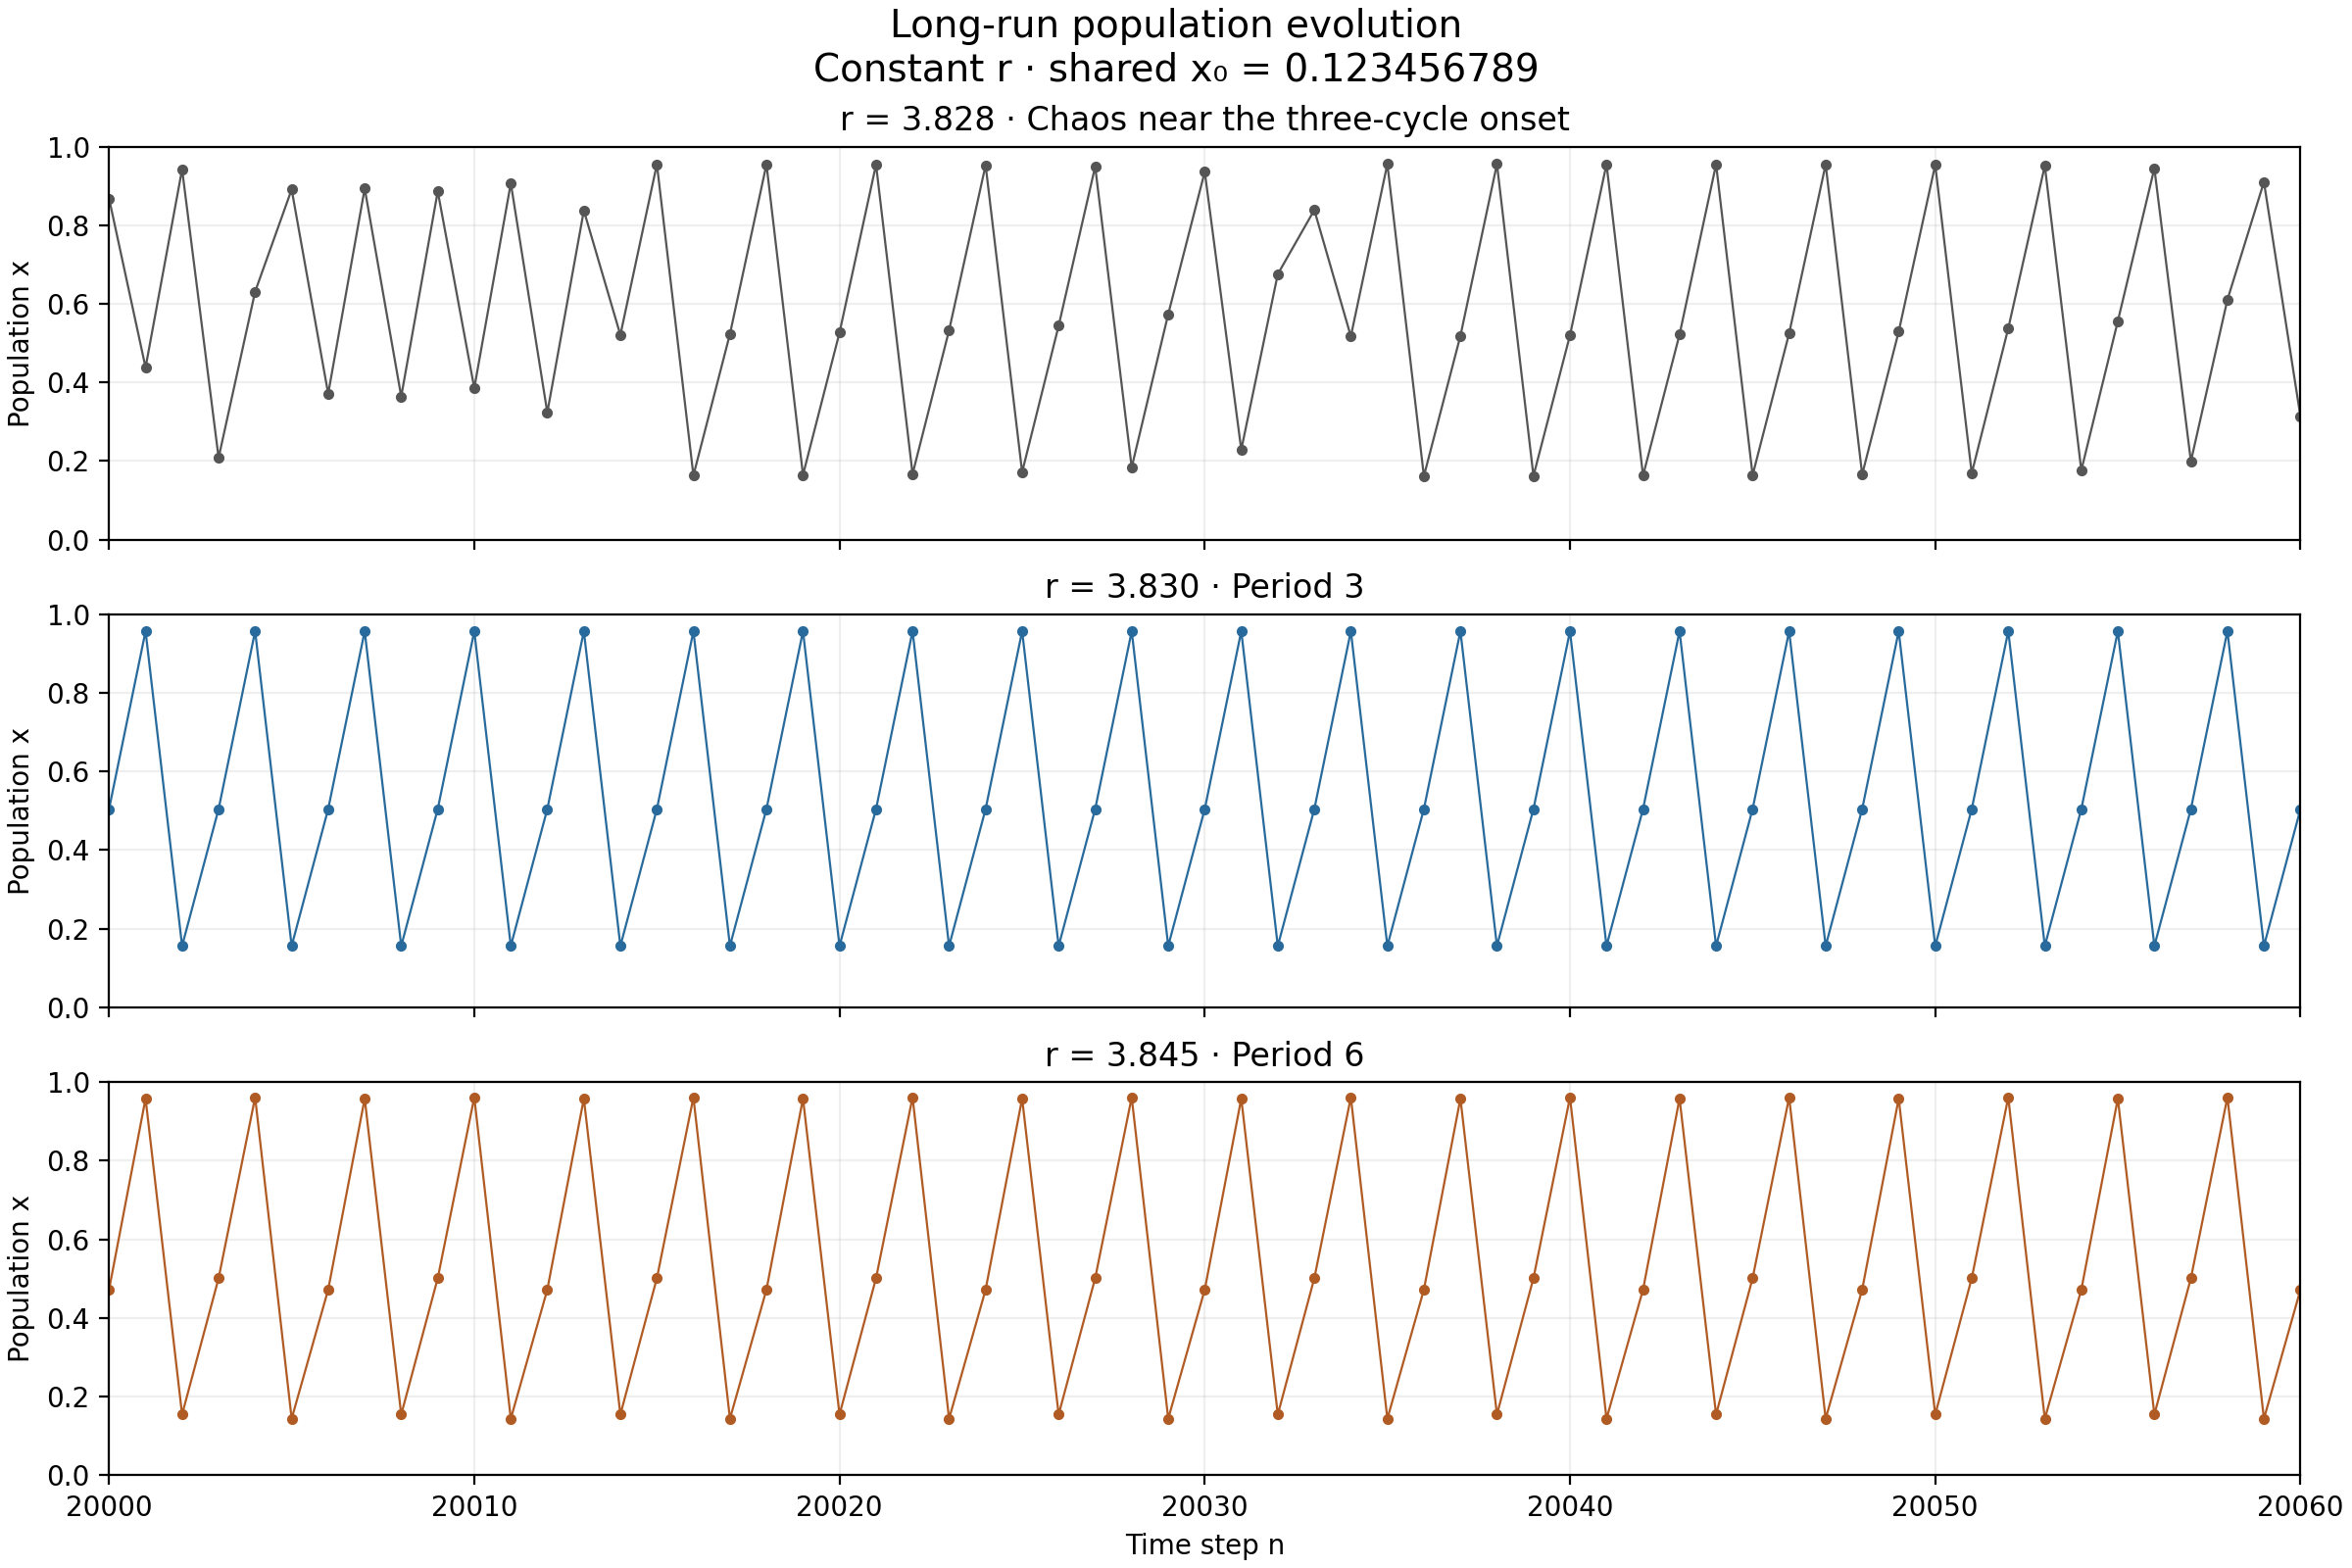 Long-run population evolution
Constant r · shared x₀ = 0.123456789
r = 3.828 · Chaos near the three-cycle onset
1.0
0.8
0.6
0.4
0.2
0.0
Population x
r = 3.830 · Period 3
1.0
0.8
0.6
0.4
0.2
0.0
Population x
r = 3.845 · Period 6
1.0
0.8
0.6
0.4
0.2
0.0
Population x
20000 20010 20020 20030 20040 20050 20060
Time step n